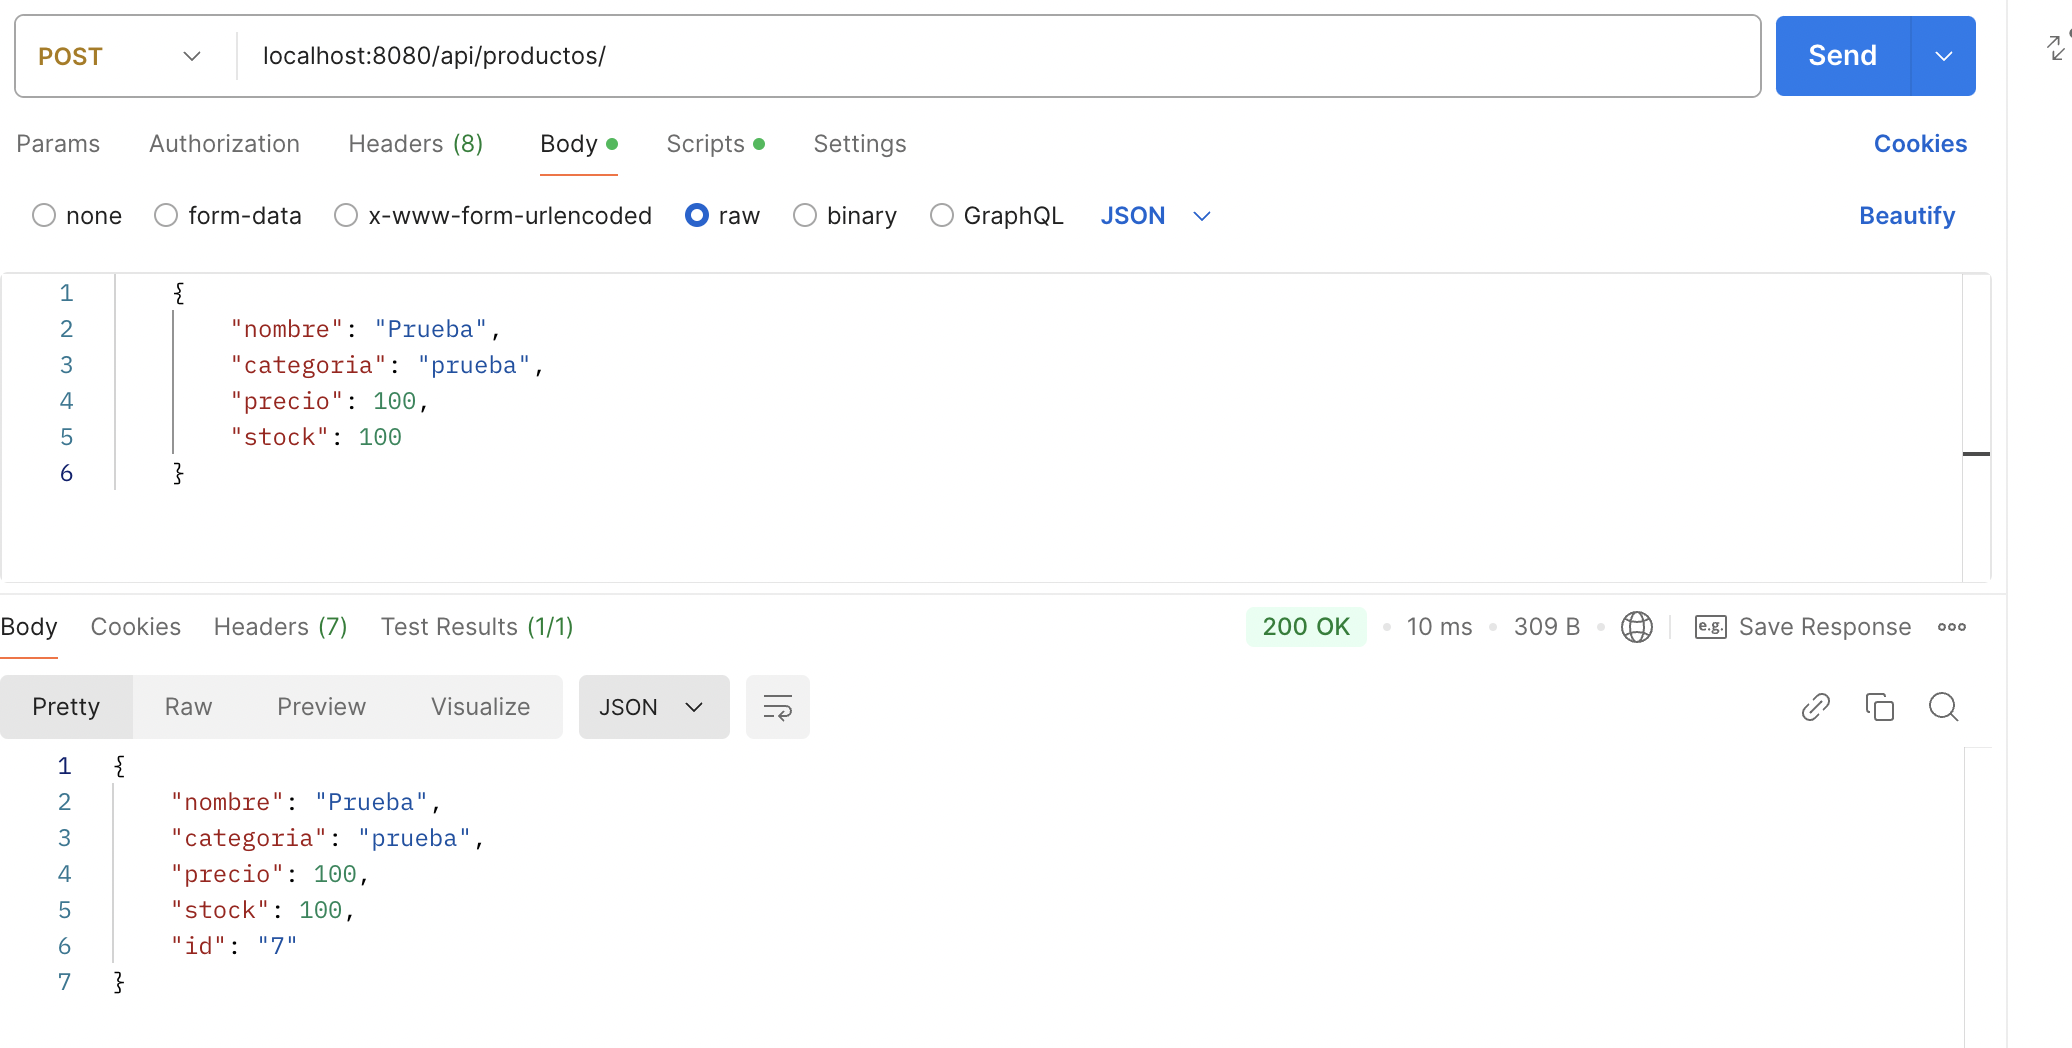 POST localhost:8080/api/productos/ Send
Params Authorization Headers (8) Body Scripts Settings Cookies
none form-data x-www-form-urlencoded raw binary GraphQL JSON Beautify
1 {
2 "nombre": "Prueba",
3 "categoria": "prueba",
4 "precio": 100,
5 "stock": 100
6 }
Body Cookies Headers (7) Test Results (1/1) 200 OK • 10 ms • 309 B • e.g. Save Response
Pretty Raw Preview Visualize JSON
1 {
2 "nombre": "Prueba",
3 "categoria": "prueba",
4 "precio": 100,
5 "stock": 100,
6 "id": "7"
7 }